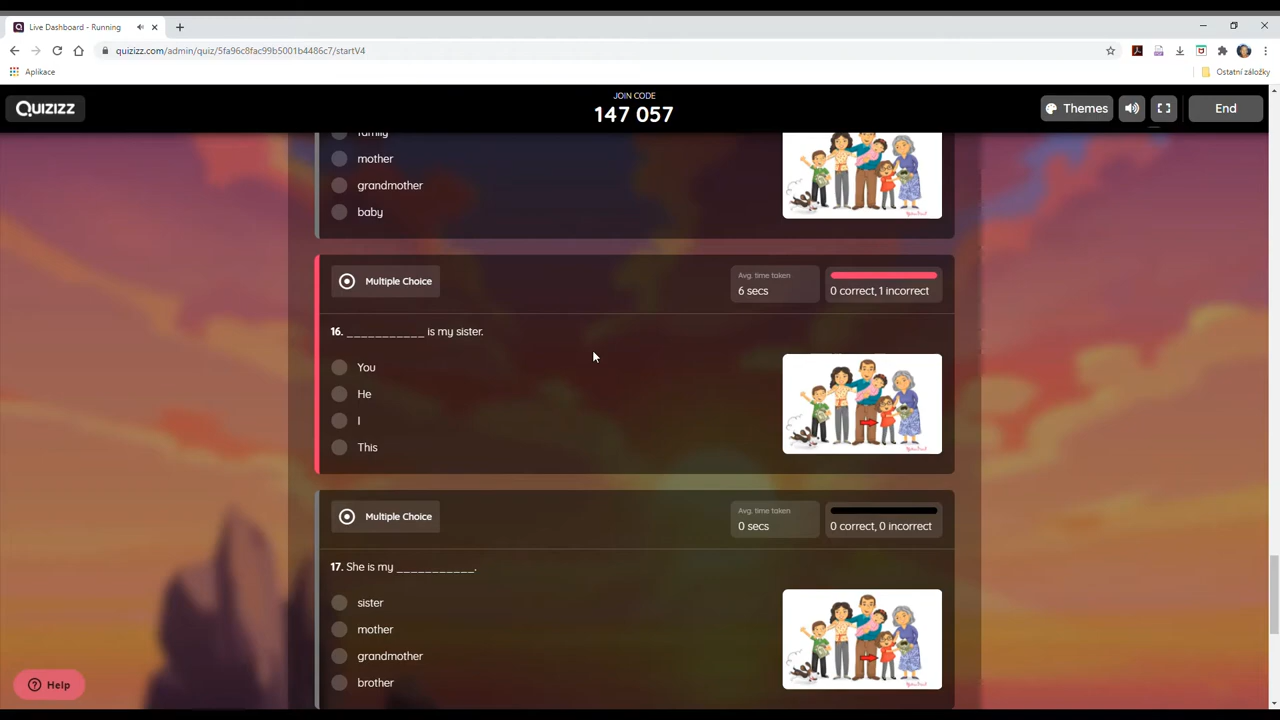 Live Dashboard - Running
quizizz.com/admin/quiz/5fa96c8fac99b5001b4486c7/startV4
Aplikace
Ostatní záložky
QUIZIZZ
JOIN CODE
147 057
Themes
End
family
mother
grandmother
baby
Multiple Choice
Avg. time taken
6 secs
0 correct, 1 incorrect
16. ___________ is my sister.
You
He
I
This
Multiple Choice
Avg. time taken
0 secs
0 correct, 0 incorrect
17. She is my ___________.
sister
mother
grandmother
brother
Help